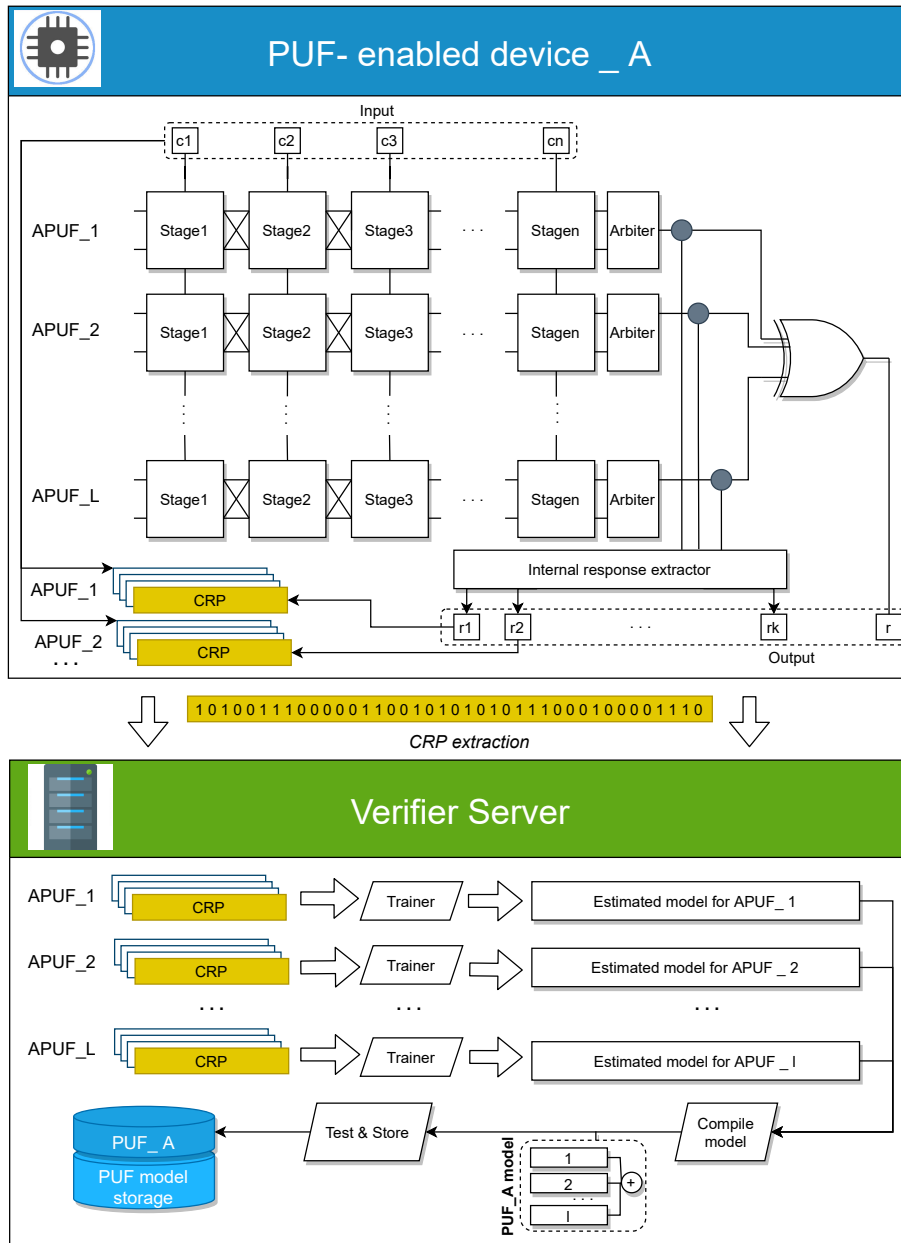 PUF- enabled device _ A
Input
c1 c2 c3 cn
APUF_1 Stage1 Stage2 Stage3 . . . Stagen Arbiter
APUF_2 Stage1 Stage2 Stage3 . . . Stagen Arbiter
APUF_L Stage1 Stage2 Stage3 . . . Stagen Arbiter
Internal response extractor
APUF_1 CRP
r1 r2 . . . rk r
APUF_2 CRP
. . .
Output
1 0 1 0 0 1 1 1 0 0 0 0 0 1 1 0 0 1 0 1 0 1 0 1 0 1 1 1 0 0 0 1 0 0 0 0 1 1 1 0
CRP extraction
Verifier Server
APUF_1 CRP Trainer Estimated model for APUF_ 1
APUF_2 CRP Trainer Estimated model for APUF _ 2
. . . . . . . . .
APUF_L CRP Trainer Estimated model for APUF _ l
PUF_ A
PUF model
storage
Test & Store
Compile
model
PUF_A model
1
2
. . .
l
+